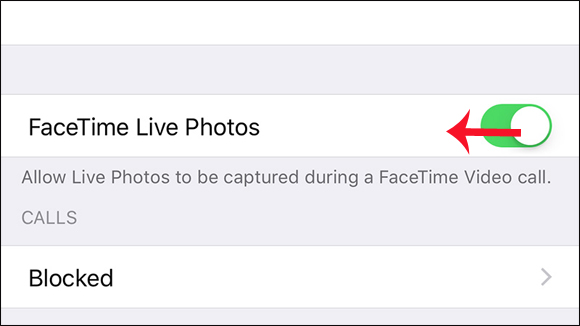 FaceTime Live Photos
Allow Live Photos to be captured during a FaceTime Video call.
CALLS
Blocked